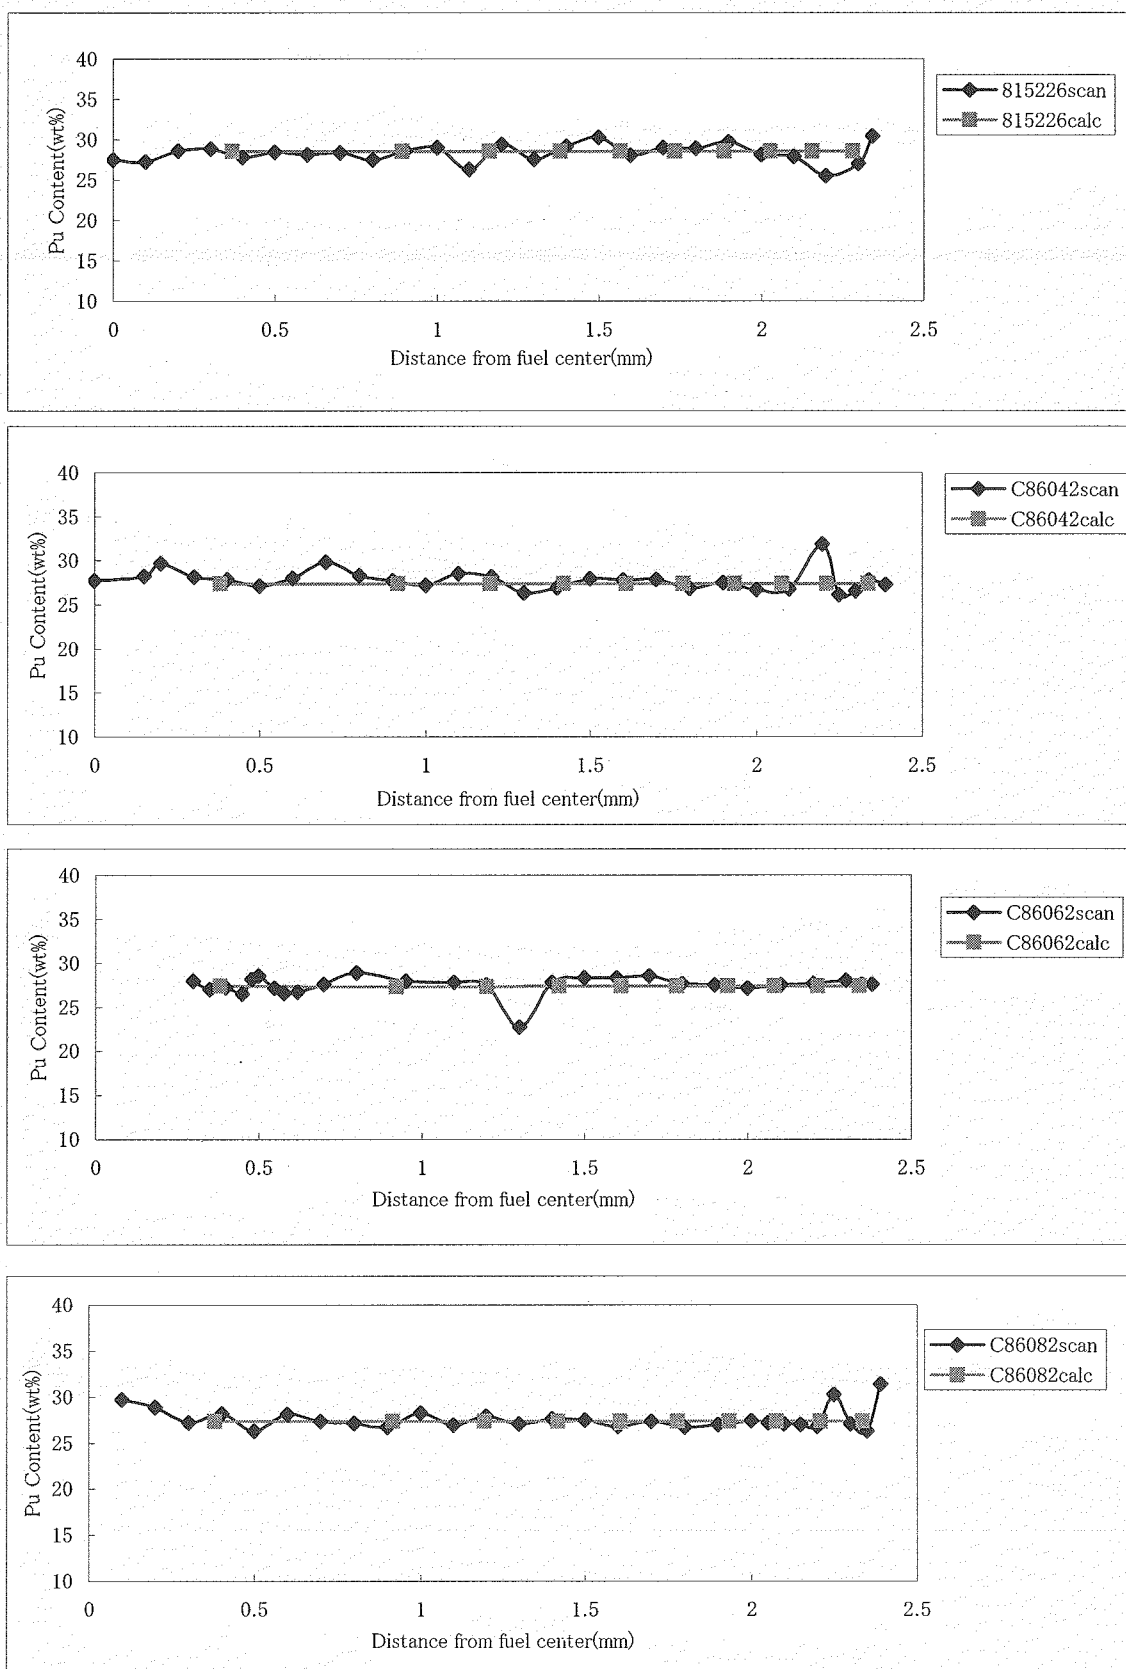 40
35
30
25
20
15
10
Pu Content(wt%)
0 0.5 1 1.5 2 2.5
Distance from fuel center(mm)
815226scan
815226calc
40
35
30
25
20
15
10
Pu Content(wt%)
0 0.5 1 1.5 2 2.5
Distance from fuel center(mm)
C86042scan
C86042calc
40
35
30
25
20
15
10
Pu Content(wt%)
0 0.5 1 1.5 2 2.5
Distance from fuel center(mm)
C86062scan
C86062calc
40
35
30
25
20
15
10
Pu Content(wt%)
0 0.5 1 1.5 2 2.5
Distance from fuel center(mm)
C86082scan
C86082calc